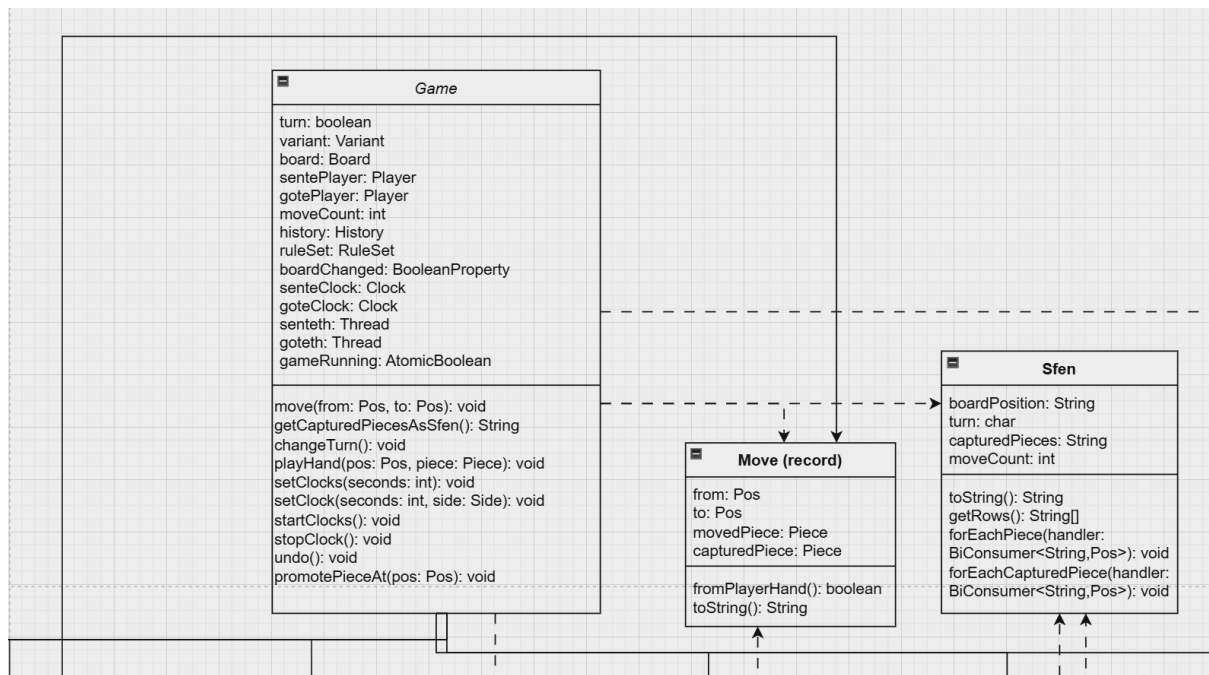 Game
turn: boolean
variant: Variant
board: Board
sentePlayer: Player
gotePlayer: Player
moveCount: int
history: History
ruleSet: RuleSet
boardChanged: BooleanProperty
senteClock: Clock
goteClock: Clock
senteth: Thread
goteth: Thread
gameRunning: AtomicBoolean
move(from: Pos, to: Pos): void
getCapturedPiecesAsSfen(): String
changeTurn(): void
playHand(pos: Pos, piece: Piece): void
setClocks(seconds: int): void
setClock(seconds: int, side: Side): void
startClocks(): void
stopClock(): void
undo(): void
promotePieceAt(pos: Pos): void
Move (record)
from: Pos
to: Pos
movedPiece: Piece
capturedPiece: Piece
fromPlayerHand(): boolean
toString(): String
Sfen
boardPosition: String
turn: char
capturedPieces: String
moveCount: int
toString(): String
getRows(): String[]
forEachPiece(handler:
BiConsumer<String,Pos>): void
forEachCapturedPiece(handler:
BiConsumer<String,Pos>): void